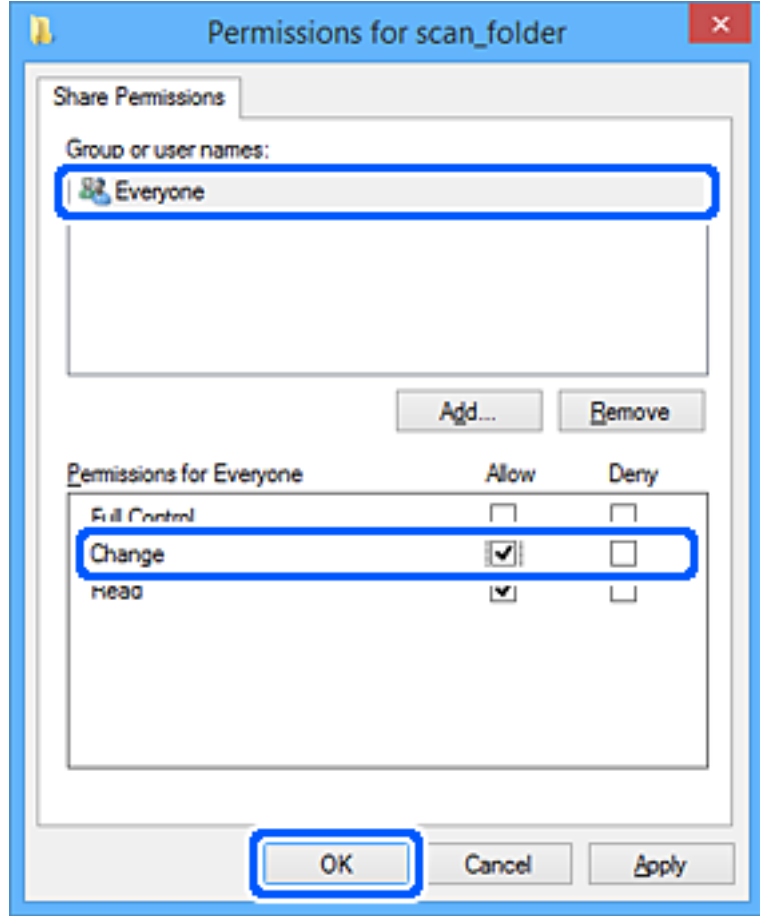 Permissions for scan_folder
Share Permissions
Group or user names:
Everyone
Add... Remove
Permissions for Everyone Allow Deny
Full Control
Change
Read
OK Cancel Apply